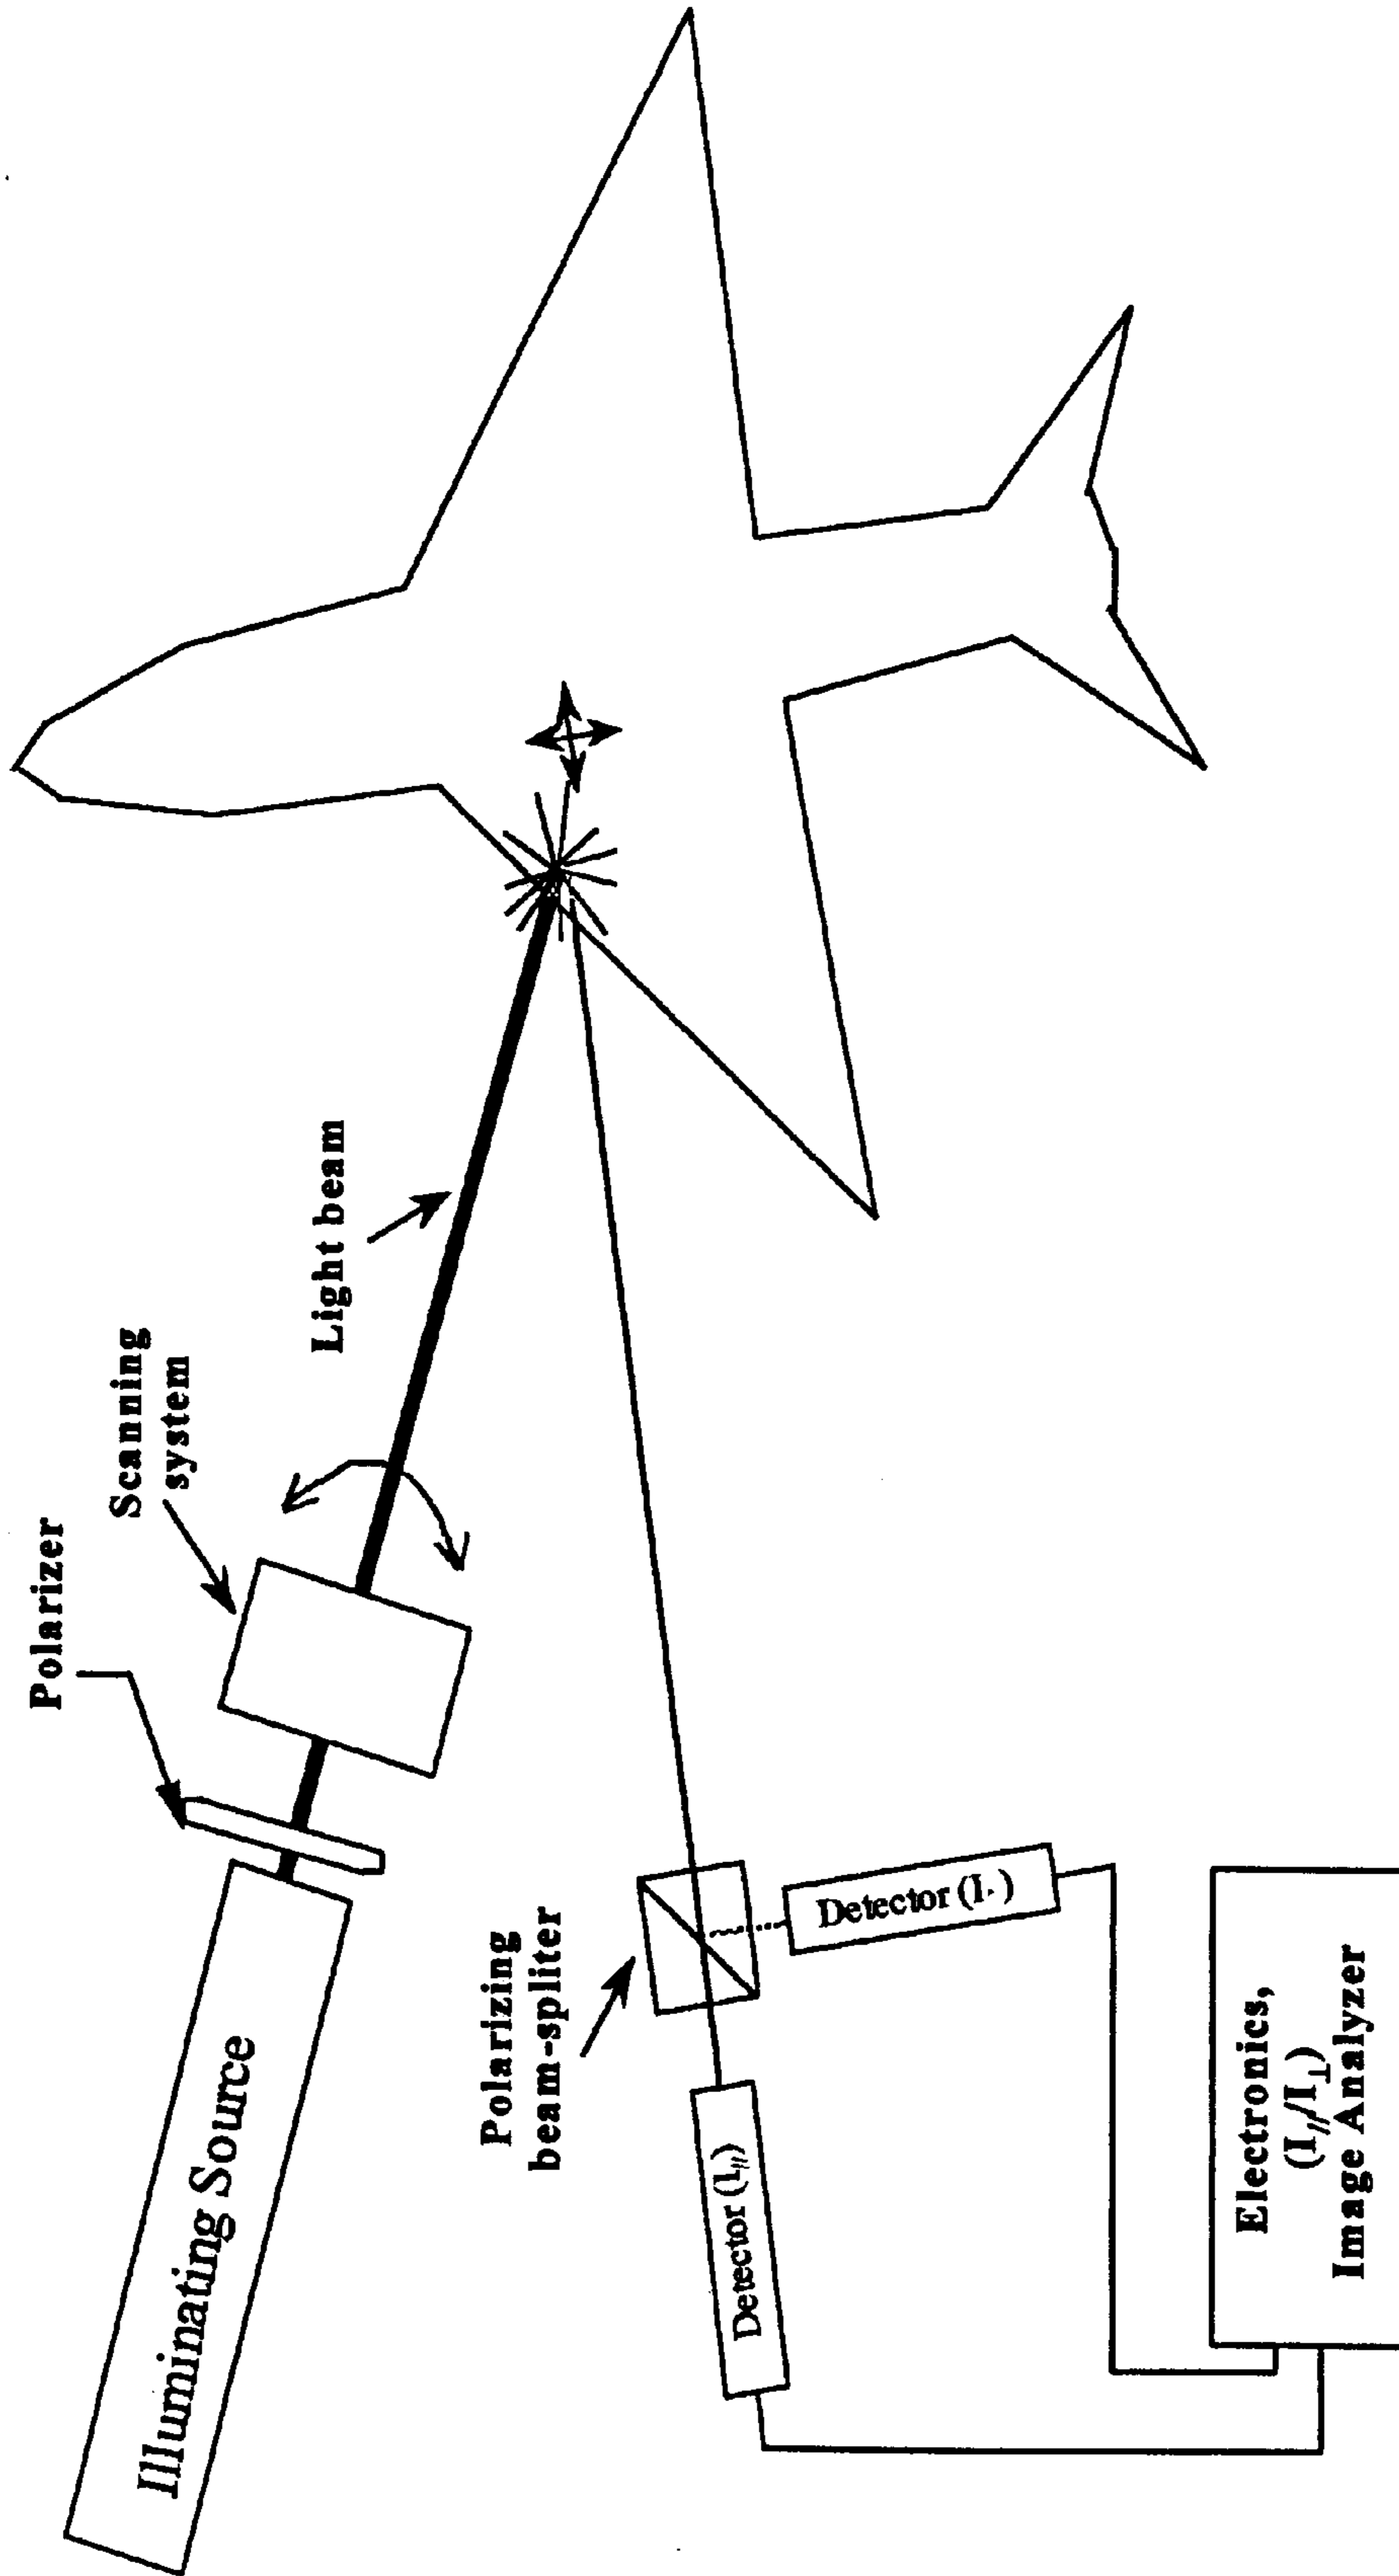 Polarizer
Scanning
system
Light beam
Illuminating Source
Polarizing
beam-spliter
Detector (I//)
Detector (I.)
Electronics,
(I///I⊥)
Image Analyzer